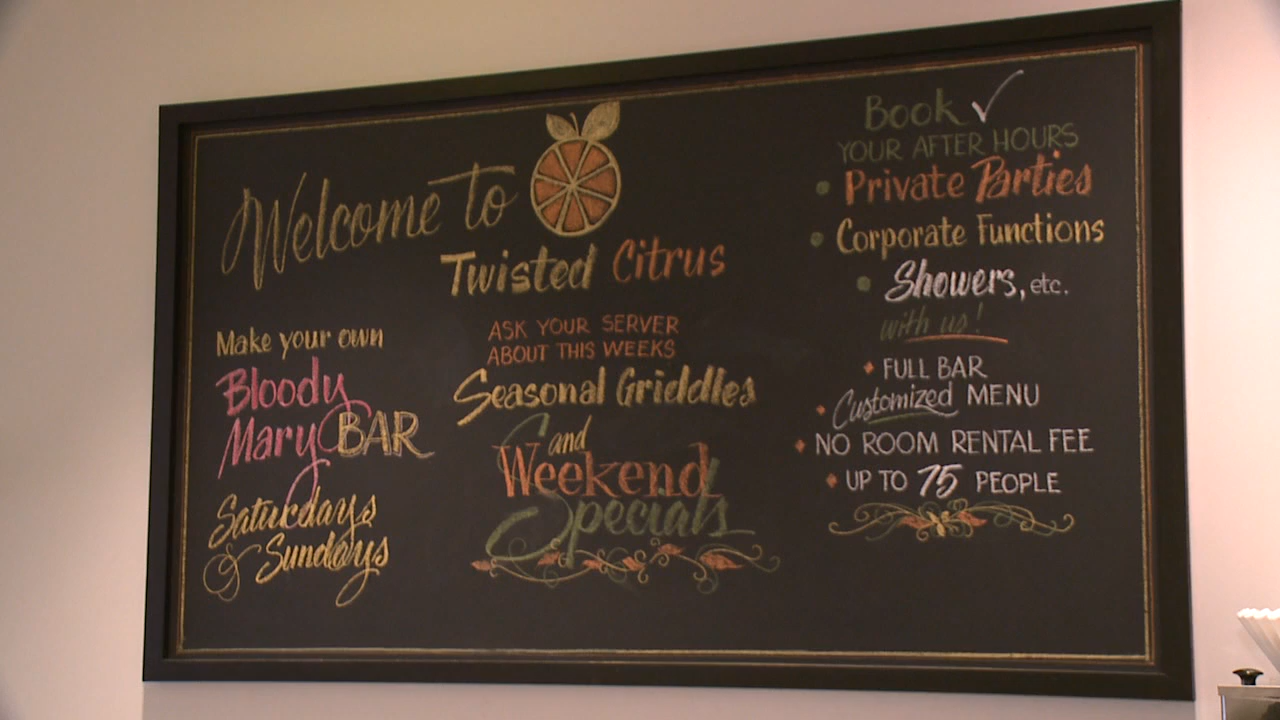 Welcome to
Twisted Citrus
Make your own
Bloody
Mary BAR
Saturdays
& Sundays
ASK YOUR SERVER
ABOUT THIS WEEKS
Seasonal Griddles
and
Weekend
Specials
Book ✓
YOUR AFTER HOURS
• Private Parties
• Corporate Functions
• Showers, etc.
with us!
• FULL BAR
• Customized MENU
• NO ROOM RENTAL FEE
• UP TO 75 PEOPLE